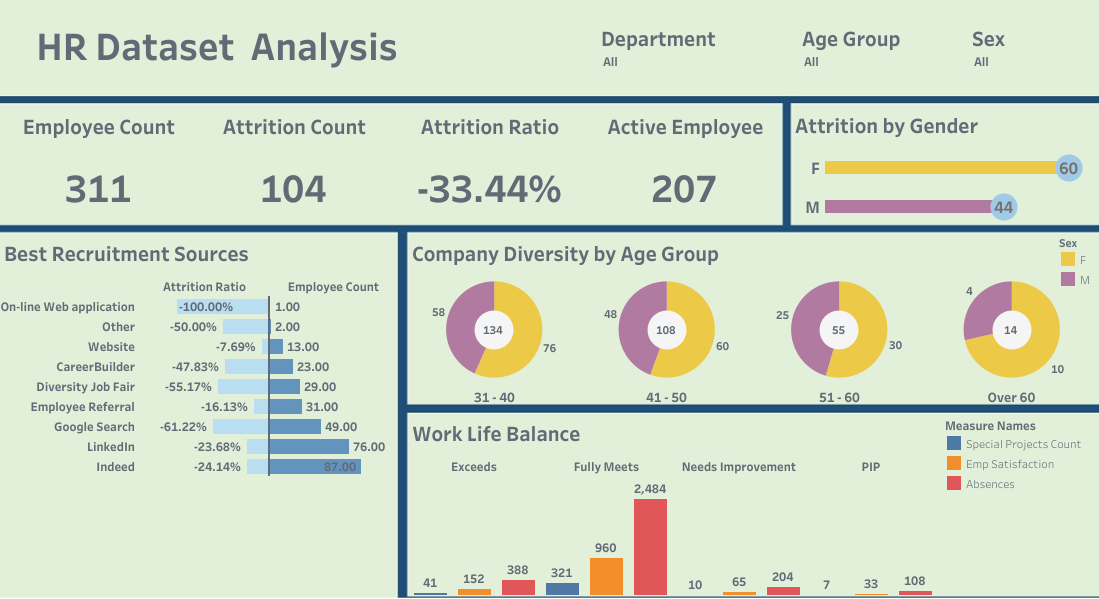 HR Dataset  Analysis
Department
All
Age Group
All
Sex
All
Employee Count
311
Attrition Count
104
Attrition Ratio
-33.44%
Active Employee
207
Attrition by Gender
F 60
M 44
Best Recruitment Sources
Attrition Ratio Employee Count
On-line Web application -100.00% 1.00
Other -50.00% 2.00
Website -7.69% 13.00
CareerBuilder -47.83% 23.00
Diversity Job Fair -55.17% 29.00
Employee Referral -16.13% 31.00
Google Search -61.22% 49.00
LinkedIn -23.68% 76.00
Indeed -24.14% 87.00
Company Diversity by Age Group
Sex
F
M
58 134 76
31 - 40
48 108 60
41 - 50
25 55 30
51 - 60
4 14 10
Over 60
Work Life Balance
Measure Names
Special Projects Count
Emp Satisfaction
Absences
Exceeds Fully Meets Needs Improvement PIP
41 152 388 321 960 2,484 10 65 204 7 33 108